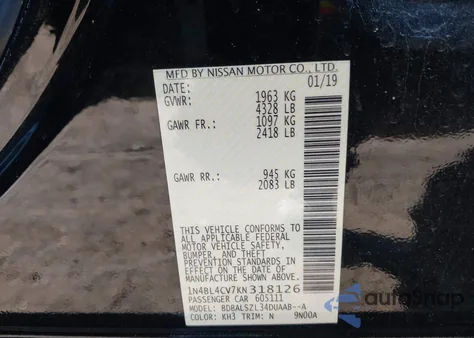 MFD BY NISSAN MOTOR CO., LTD.
DATE: 01/19
GVWR: 1963 KG
4328 LB
GAWR FR.: 1097 KG
2418 LB
GAWR RR.: 945 KG
2083 LB
THIS VEHICLE CONFORMS TO
ALL APPLICABLE FEDERAL
MOTOR VEHICLE SAFETY,
BUMPER, AND THEFT
PREVENTION STANDARDS IN
EFFECT ON THE DATE OF
MANUFACTURE SHOWN ABOVE.
1N4BL4CV7KN318126
PASSENGER CAR 605111
MODEL: BDBALSZL34DUAAB--A
COLOR: KH3 TRIM: N 9N00A
autoSnap